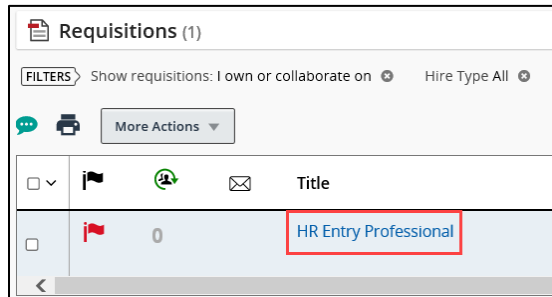 Requisitions (1)
FILTERS Show requisitions: I own or collaborate on Hire Type All
More Actions
Title
0 HR Entry Professional